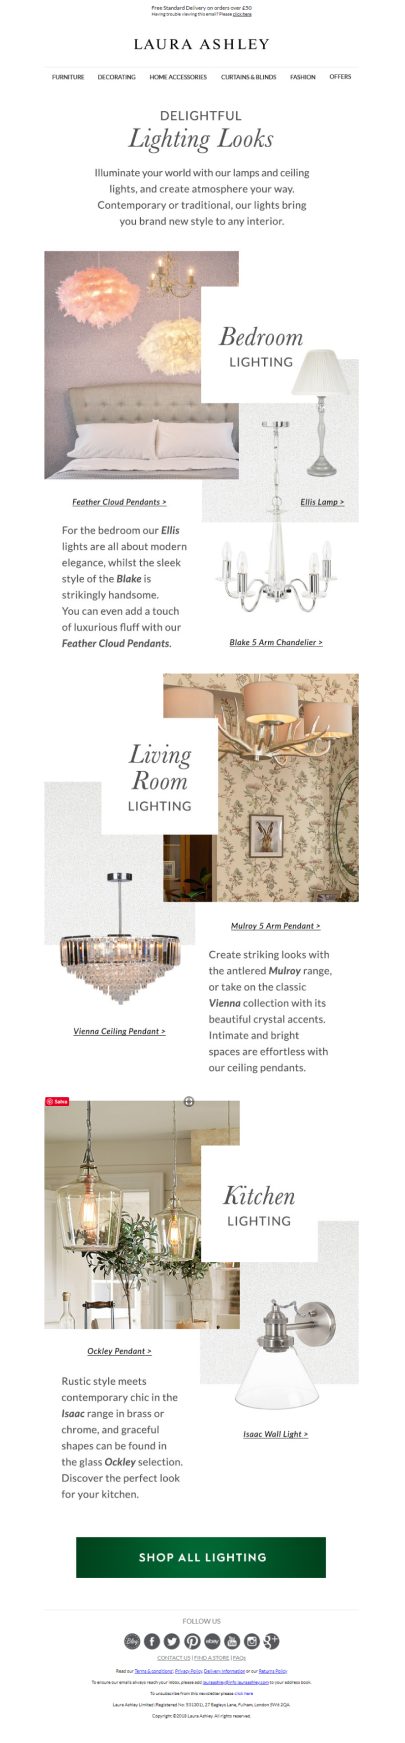 Free Standard Delivery on orders over £50
Having trouble viewing this email? Please click here
LAURA ASHLEY
FURNITURE DECORATING HOME ACCESSORIES CURTAINS & BLINDS FASHION OFFERS
DELIGHTFUL
Lighting Looks
Illuminate your world with our lamps and ceiling
lights, and create atmosphere your way.
Contemporary or traditional, our lights bring
you brand new style to any interior.
Bedroom
LIGHTING
Feather Cloud Pendants >
Ellis Lamp >
For the bedroom our Ellis
lights are all about modern
elegance, whilst the sleek
style of the Blake is
strikingly handsome.
You can even add a touch
of luxurious fluff with our
Feather Cloud Pendants.
Blake 5 Arm Chandelier >
Living
Room
LIGHTING
Mulroy 5 Arm Pendant >
Vienna Ceiling Pendant >
Create striking looks with
the antlered Mulroy range,
or take on the classic
Vienna collection with its
beautiful crystal accents.
Intimate and bright
spaces are effortless with
our ceiling pendants.
Salva
Kitchen
LIGHTING
Ockley Pendant >
Rustic style meets
contemporary chic in the
Isaac range in brass or
chrome, and graceful
shapes can be found in
the glass Ockley selection.
Discover the perfect look
for your kitchen.
Isaac Wall Light >
SHOP ALL LIGHTING
FOLLOW US
Blog
ebay
CONTACT US | FIND A STORE | FAQs
Read our Terms & conditions, Privacy Policy, Delivery Information or our Returns Policy
To ensure our emails always reach your inbox, please add lauraashley@info.lauraashley.com to your address book.
To unsubscribe from this newsletter please click here
Laura Ashley Limited (Registered No: 531301), 27 Bagleys Lane, Fulham, London SW6 2QA
Copyright ©2018 Laura Ashley. All rights reserved.